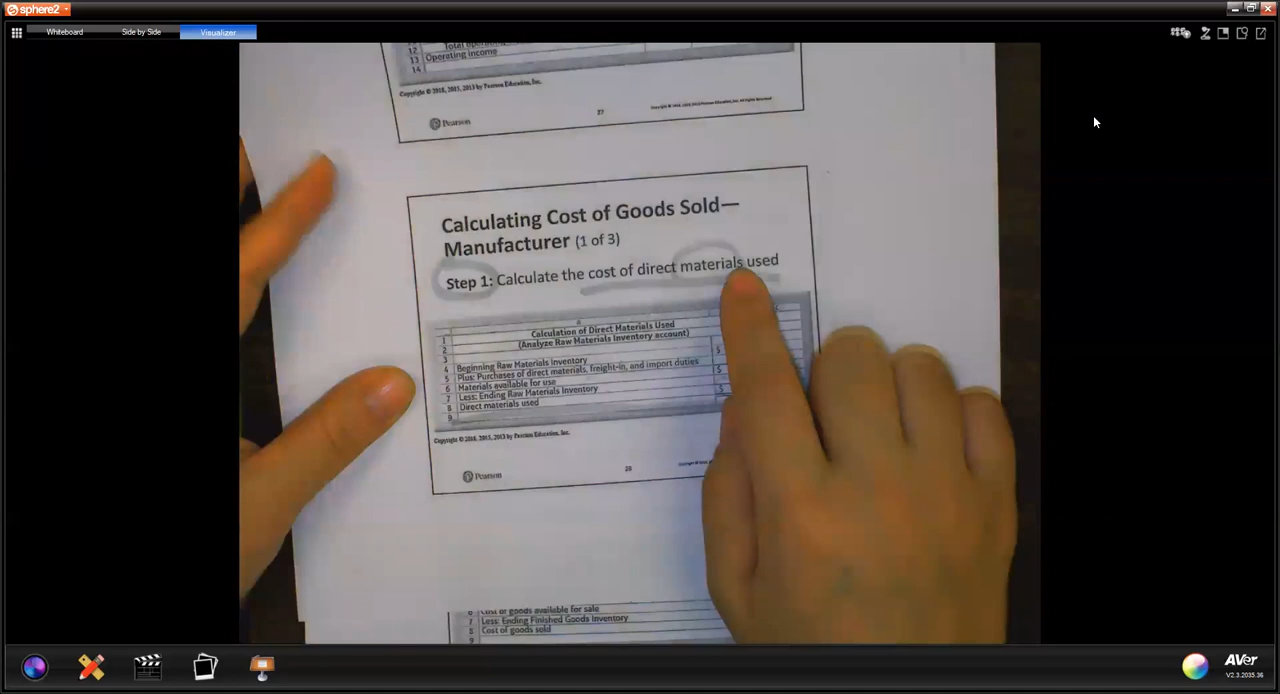 sphere2
Whiteboard
Side by Side
Visualizer
12 Total
13 Operating income
14
Copyright © 2018, 2015, 2013 by Pearson Education, Inc.
Pearson
27
Calculating Cost of Goods Sold—
Manufacturer (1 of 3)
Step 1: Calculate the cost of direct materials used
A
1 Calculation of Direct Materials Used
2 (Analyze Raw Materials Inventory account)
3
4 Beginning Raw Materials Inventory $
5 Plus: Purchases of direct materials, freight-in, and import duties
6 Materials available for use $
7 Less: Ending Raw Materials Inventory
8 Direct materials used $
9
Copyright © 2018, 2015, 2013 by Pearson Education, Inc.
Pearson
28
6 Cost of goods available for sale
7 Less: Ending Finished Goods Inventory
8 Cost of goods sold
9
AVer
V2.3.2035.36